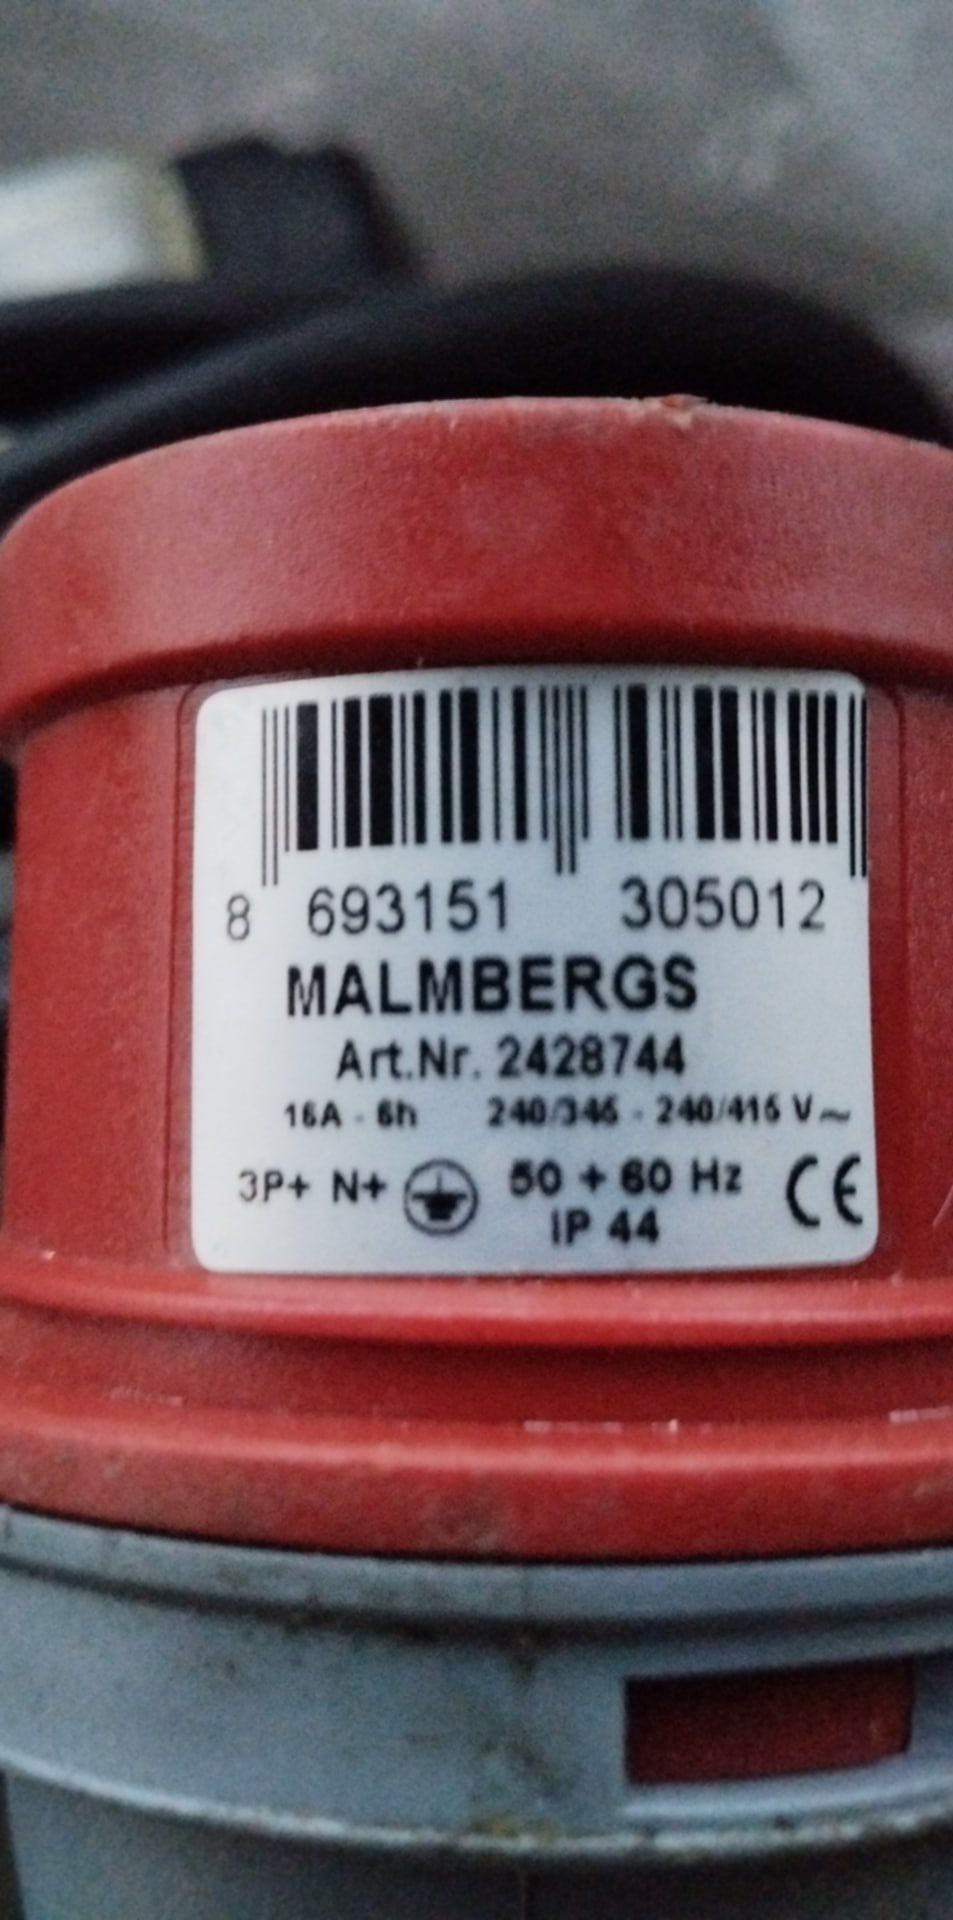 8 693151 305012
MALMBERGS
Art.Nr. 2428744
16A - 6h 240/346 - 240/415 V~
3P+ N+ 50 + 60 Hz CE
IP 44